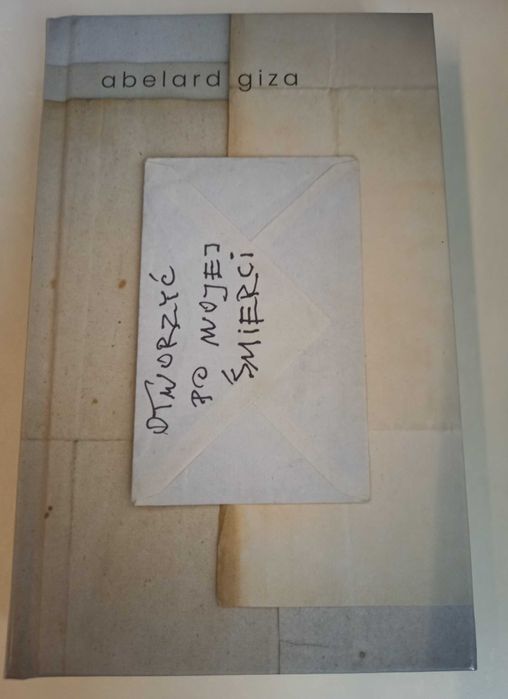 abelard giza
OTWORZYĆ
PO MOJEJ
ŚMIERCI